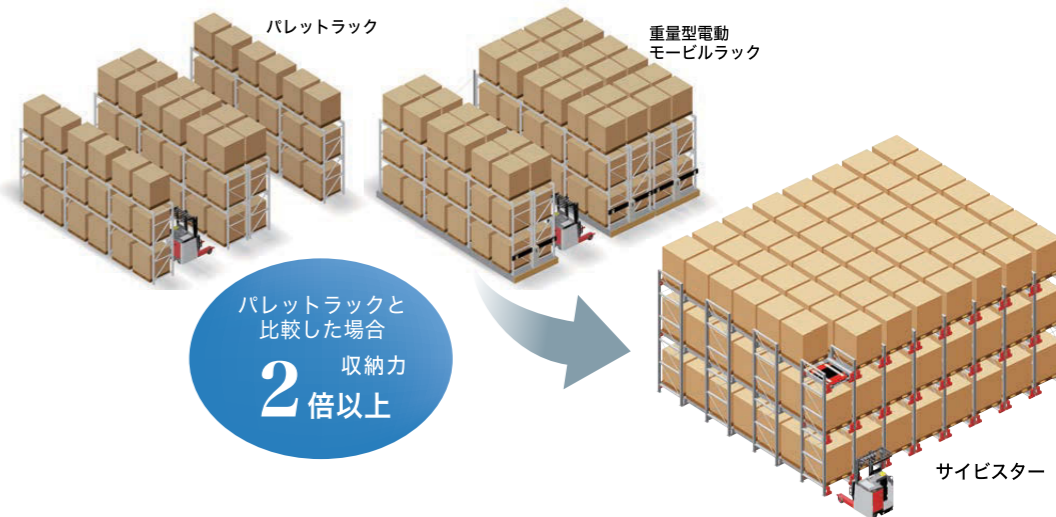 パレットラック
重量型電動
モービルラック
パレットラックと
比較した場合
収納力
2倍以上
サイビスター